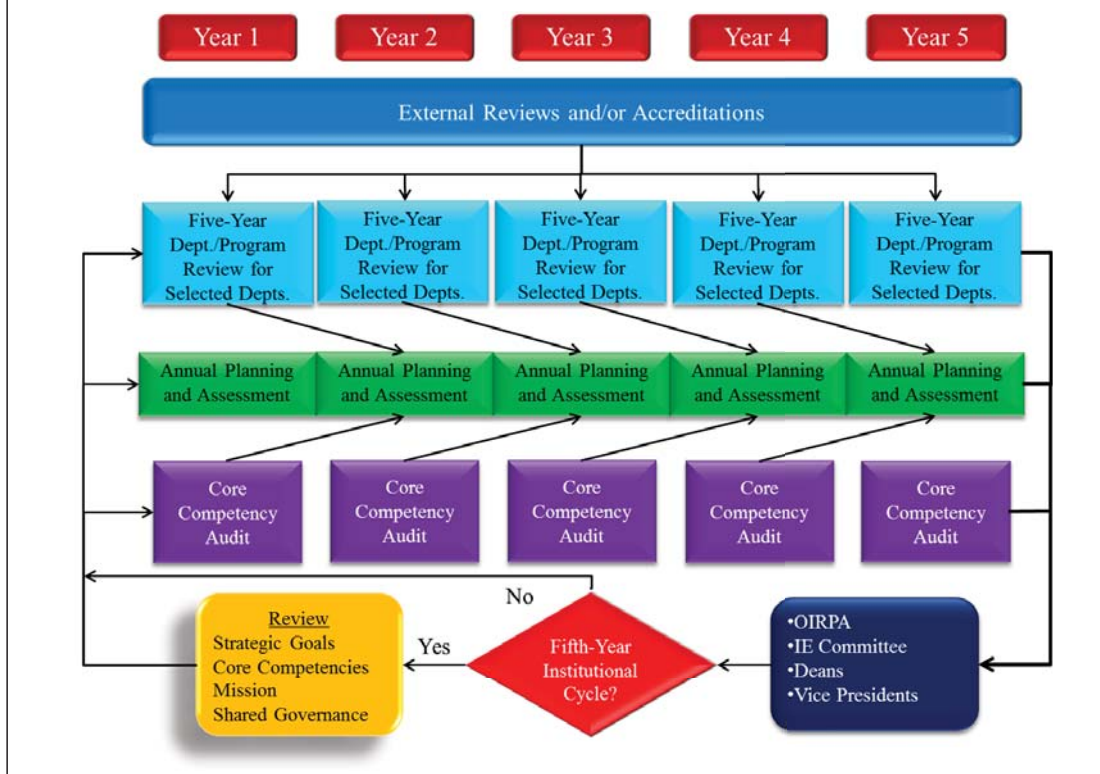 Year 1
Year 2
Year 3
Year 4
Year 5
External Reviews and/or Accreditations
Five-Year
Dept./Program
Review for
Selected Depts.
Five-Year
Dept./Program
Review for
Selected Depts.
Five-Year
Dept./Program
Review for
Selected Depts.
Five-Year
Dept./Program
Review for
Selected Depts.
Five-Year
Dept./Program
Review for
Selected Depts.
Annual Planning
and Assessment
Annual Planning
and Assessment
Annual Planning
and Assessment
Annual Planning
and Assessment
Annual Planning
and Assessment
Core
Competency
Audit
Core
Competency
Audit
Core
Competency
Audit
Core
Competency
Audit
Core
Competency
Audit
No
Review
Strategic Goals
Core Competencies
Mission
Shared Governance
Yes
Fifth-Year
Institutional
Cycle?
•OIRPA
•IE Committee
•Deans
•Vice Presidents